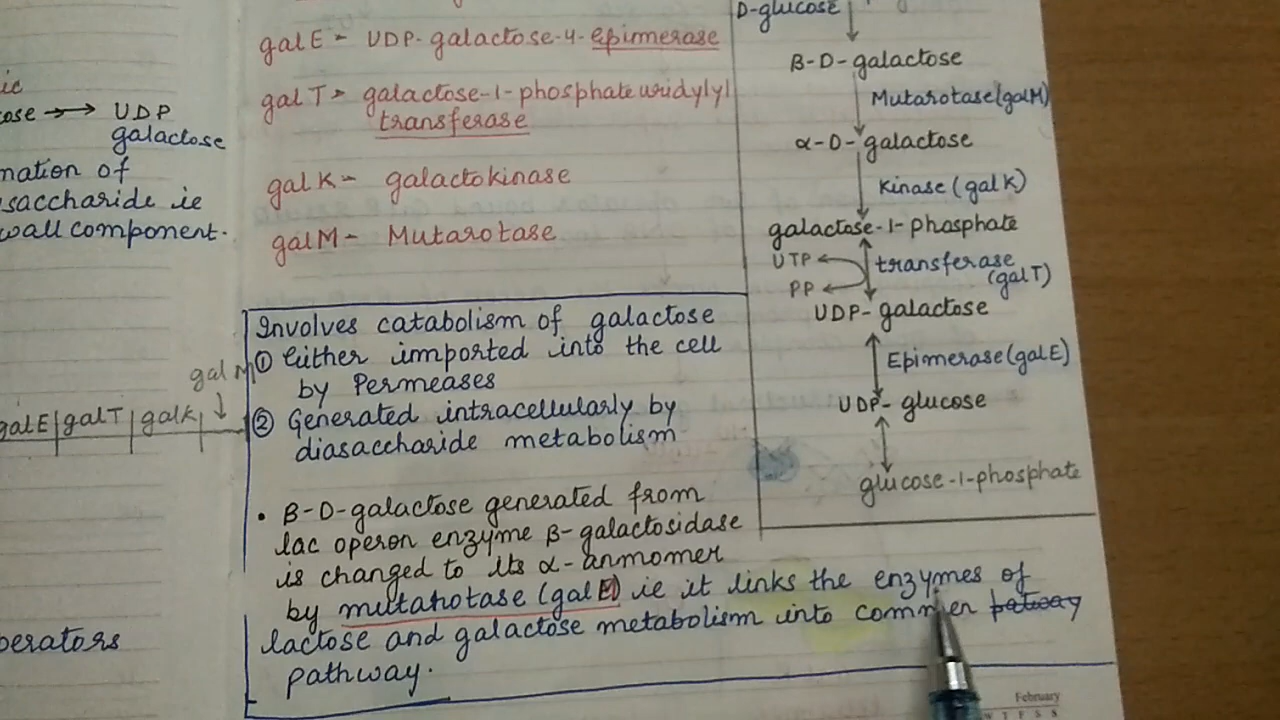 ic
ose →→ UDP
galactose
mation of
saccharide ie
wall component.
perators
galE - UDP-galactose-4-epimerase
galT - galactose-1-phosphate uridylyl
transferase
galK - galactokinase
galM - Mutarotase
gal M
galE | galT | galK |
Involves catabolism of galactose
① Either imported into the cell
by Permeases
② Generated intracellularly by
diasaccharide metabolism
• β-D-galactose generated from
lac operon enzyme β-galactosidase
is changed to its α-anmomer
by mutarotase (galE) ie it links the enzymes of
lactose and galactose metabolism into common patway
pathway.
D-glucose
β-D-galactose
Mutarotase(galM)
α-D-galactose
Kinase(galK)
galactose-1-phosphate
UTP
transferase
(galT)
PP
UDP-galactose
Epimerase(galE)
UDP-glucose
glucose-1-phosphate
February
W T F S S